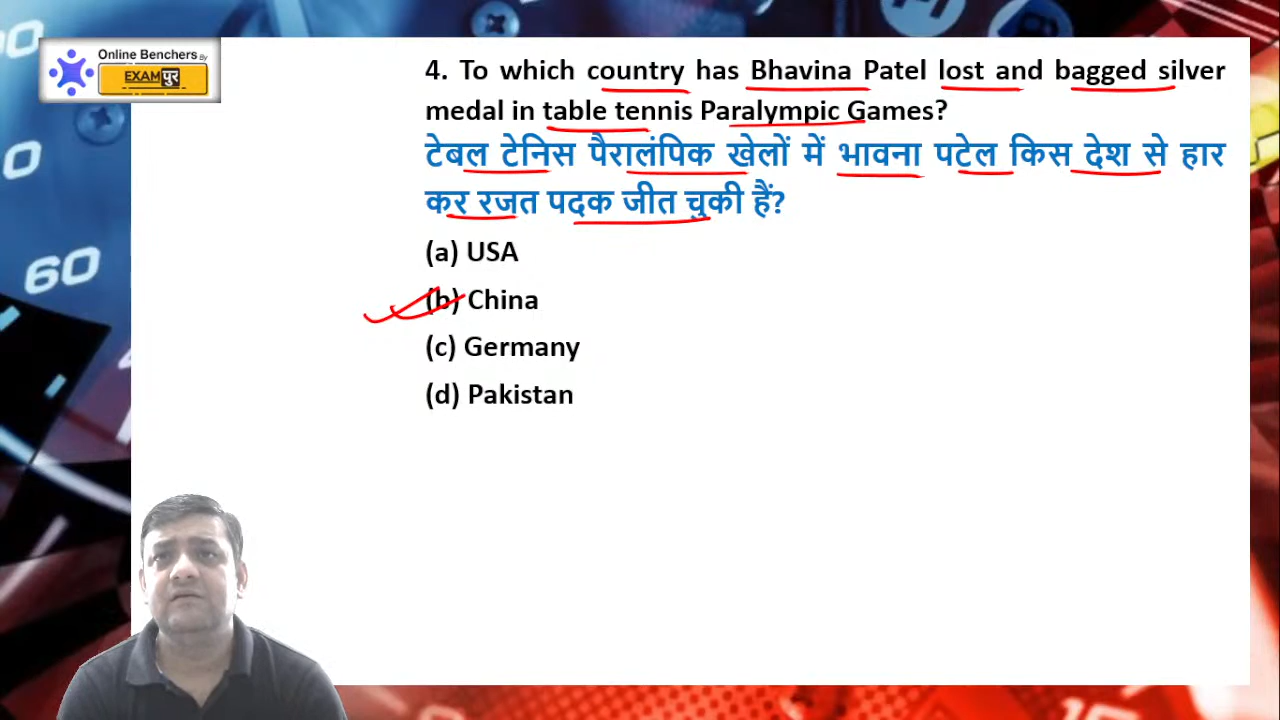 Online Benchers By
EXAMपुर
4. To which country has Bhavina Patel lost and bagged silver
medal in table tennis Paralympic Games?
टेबल टेनिस पैरालंपिक खेलों में भावना पटेल किस देश से हार
कर रजत पदक जीत चुकी हैं?
(a) USA
(b) China
(c) Germany
(d) Pakistan
60